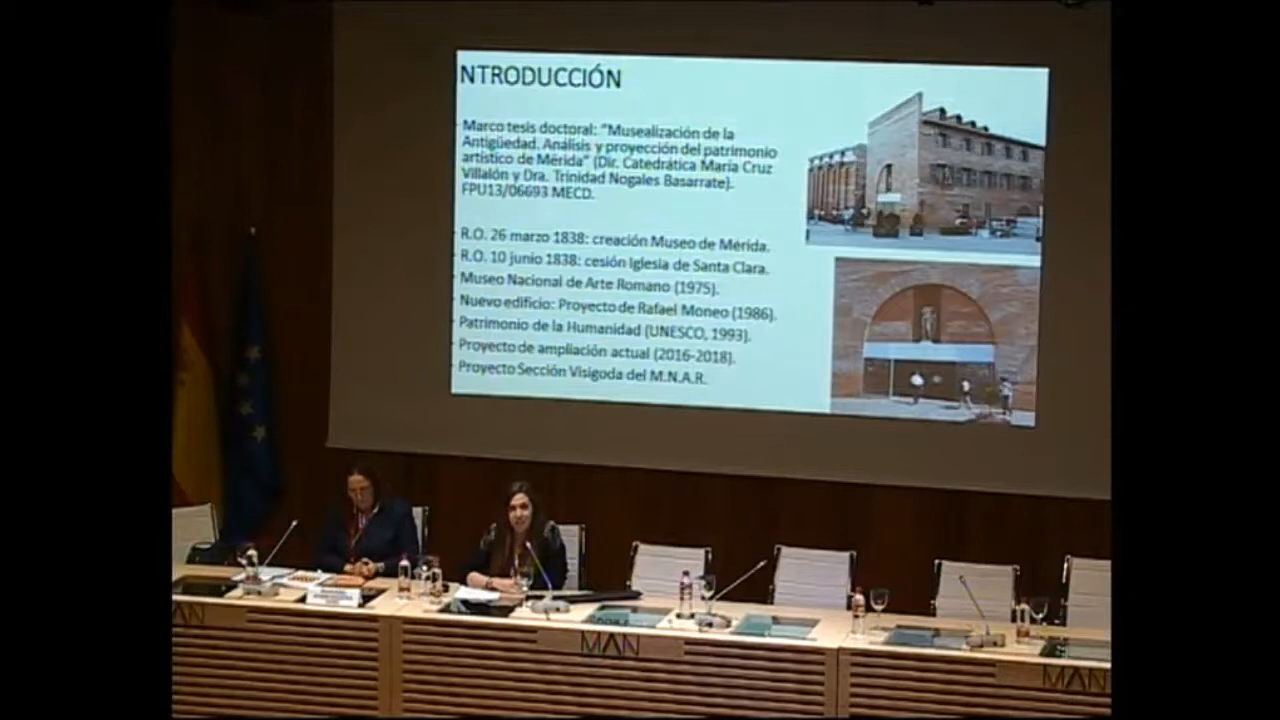 NTRODUCCIÓN
Marco tesis doctoral: "Musealización de la
Antigüedad. Análisis y proyección del patrimonio
artístico de Mérida" (Dir. Catedrática María Cruz
Villalón y Dra. Trinidad Nogales Basarrate).
FPU13/06693 MECD.
R.O. 26 marzo 1838: creación Museo de Mérida.
R.O. 10 junio 1838: cesión Iglesia de Santa Clara.
Museo Nacional de Arte Romano (1975).
Nuevo edificio: Proyecto de Rafael Moneo (1986).
Patrimonio de la Humanidad (UNESCO, 1993).
Proyecto de ampliación actual (2016-2018).
Proyecto Sección Visigoda del M.N.A.R.
AN
MAN
MAN